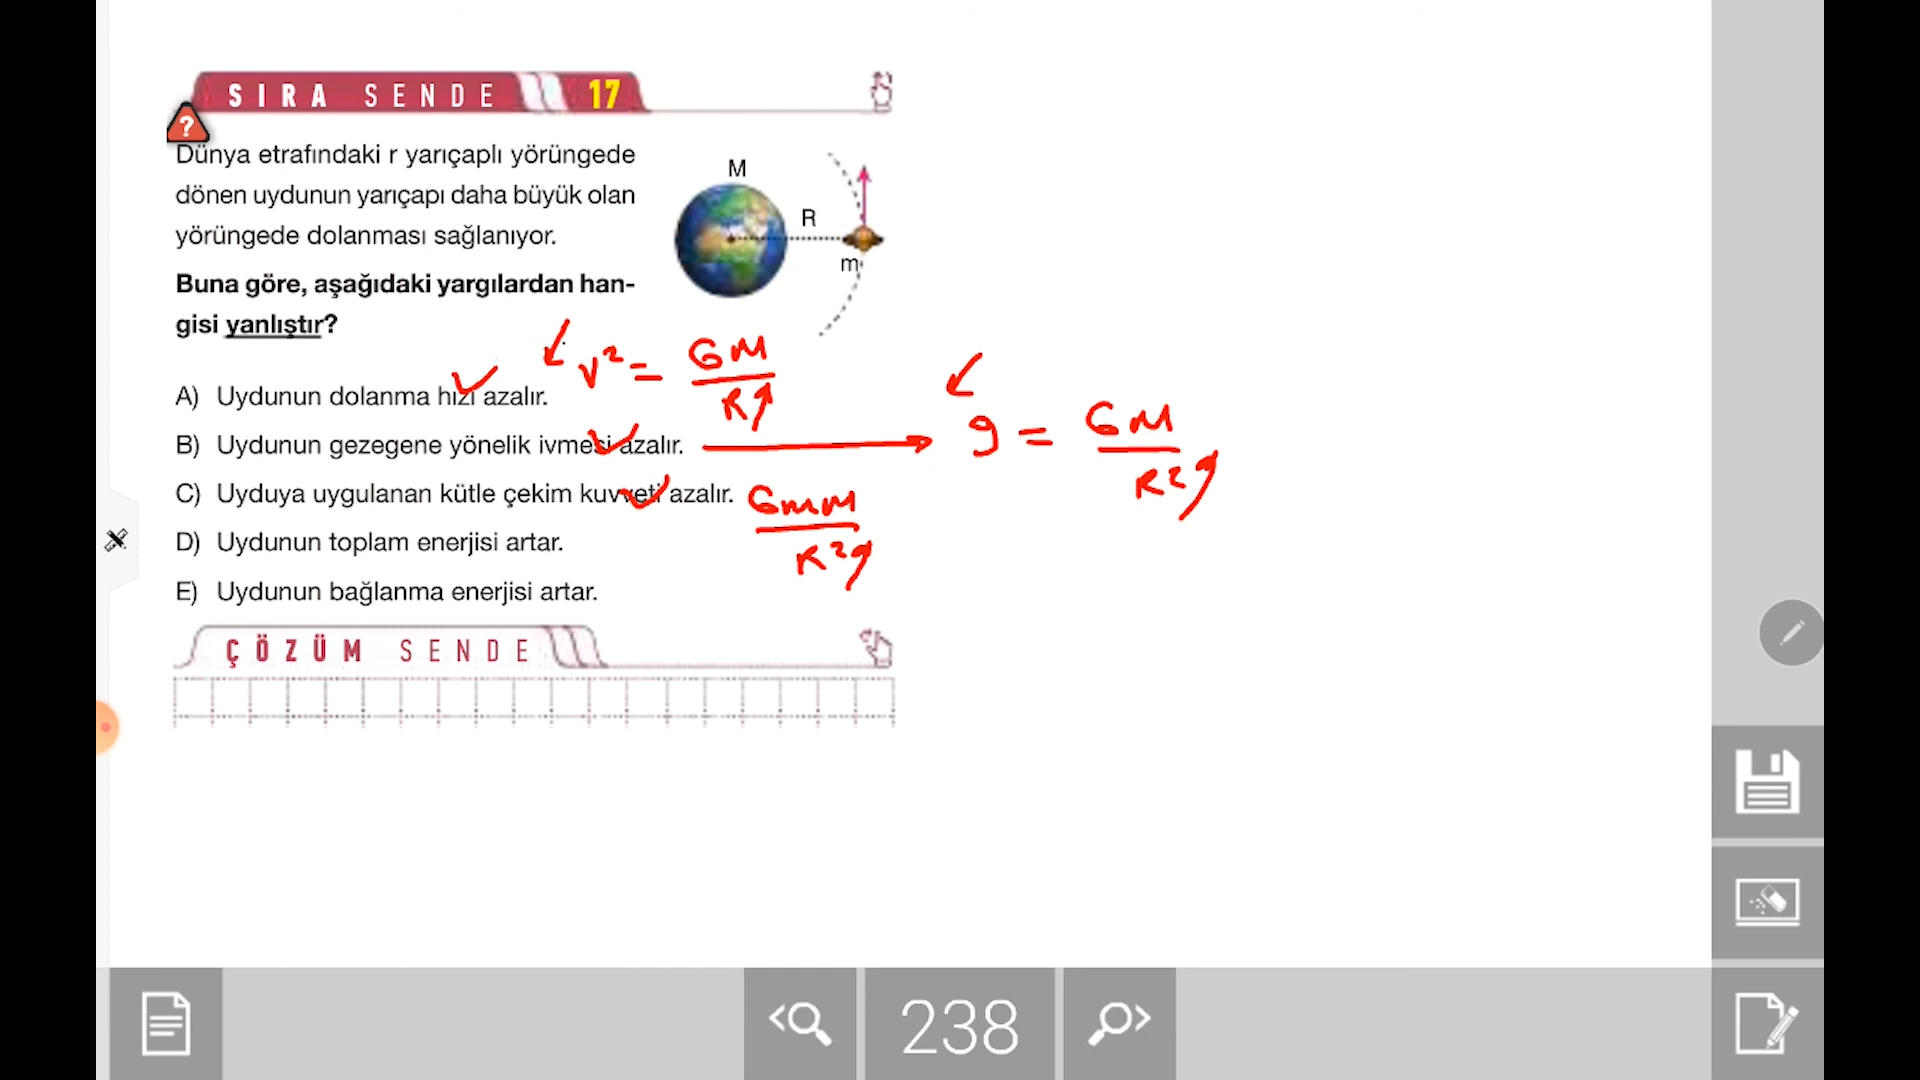 SIRA SENDE 17
?
Dünya etrafındaki r yarıçaplı yörüngede
dönen uydunun yarıçapı daha büyük olan
yörüngede dolanması sağlanıyor.
M
R
m
Buna göre, aşağıdaki yargılardan han-
gisi yanlıştır?
V² = GM / R
A) Uydunun dolanma hızı azalır.
B) Uydunun gezegene yönelik ivmesi azalır.
g = GM / R²
C) Uyduya uygulanan kütle çekim kuvveti azalır.
GMM / R²
D) Uydunun toplam enerjisi artar.
E) Uydunun bağlanma enerjisi artar.
ÇÖZÜM SENDE
238